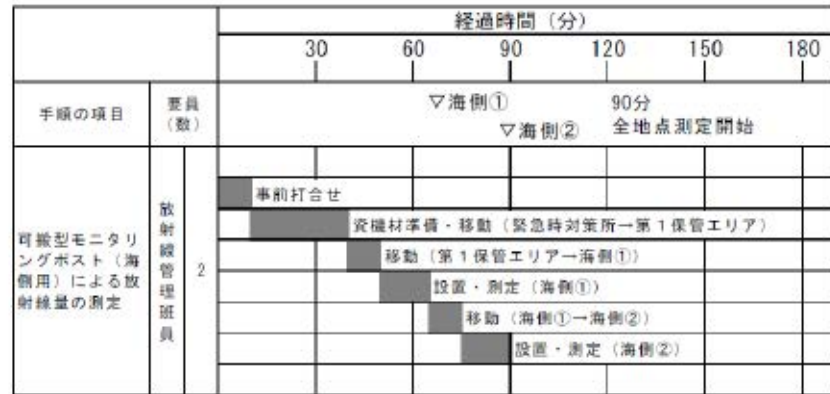 経過時間（分）
30 60 90 120 150 180
手順の項目
要員
（数）
▽海側①
▽海側②
90分
全地点測定開始
可搬型モニタリ
ングポスト（海
側用）による放
射線量の測定
放射線管理班員
2
事前打合せ
資機材準備・移動（緊急時対策所→第１保管エリア）
移動（第１保管エリア→海側①）
設置・測定（海側①）
移動（海側①→海側②）
設置・測定（海側②）